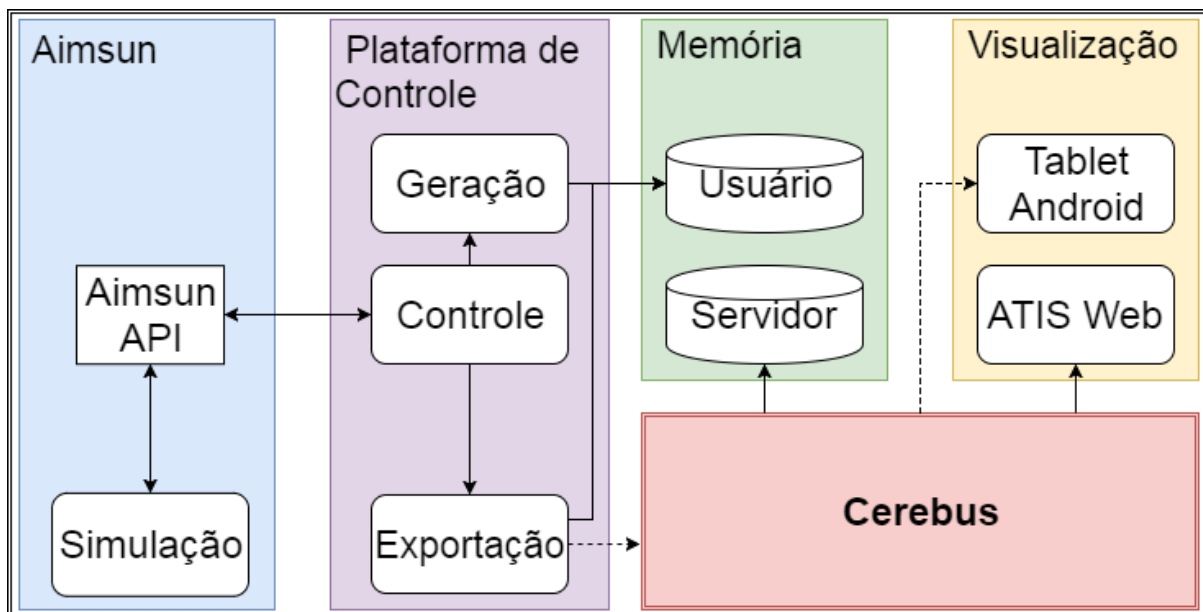 Aimsun
Plataforma de
Controle
Memória
Visualização
Geração
Usuário
Tablet
Android
Aimsun
API
Controle
Servidor
ATIS Web
Simulação
Exportação
Cerebus